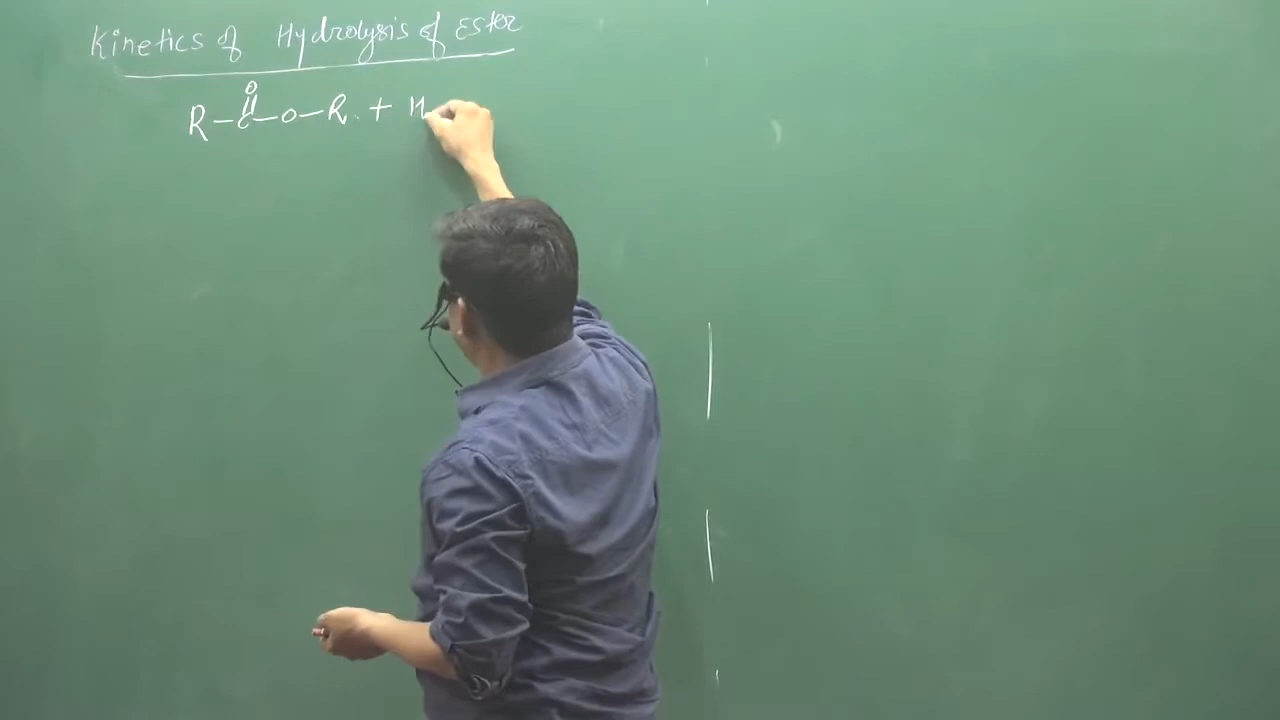 Kinetics of Hydrolysis of Ester
O
R-C-O-R + H